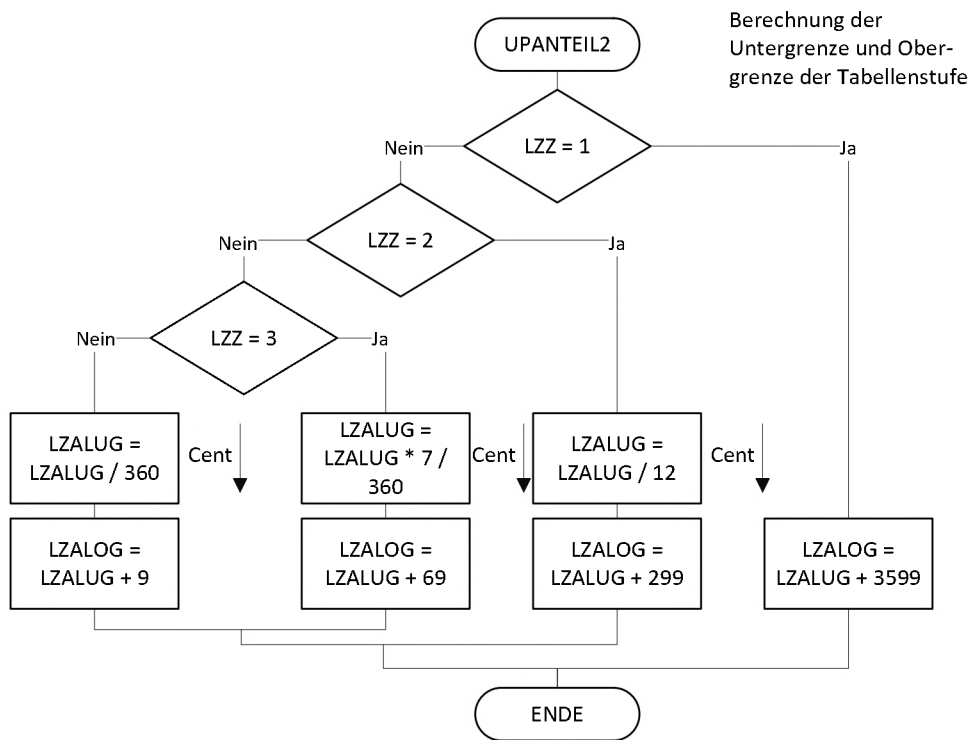 Berechnung der
Untergrenze und Ober-
grenze der Tabellenstufe
UPANTEIL2
LZZ = 1
Nein
Ja
LZZ = 2
Nein
Ja
LZZ = 3
Nein
Ja
LZALUG =
LZALUG / 360
Cent
LZALUG =
LZALUG * 7 /
360
Cent
LZALUG =
LZALUG / 12
Cent
LZALOG =
LZALUG + 9
LZALOG =
LZALUG + 69
LZALOG =
LZALUG + 299
LZALOG =
LZALUG + 3599
ENDE